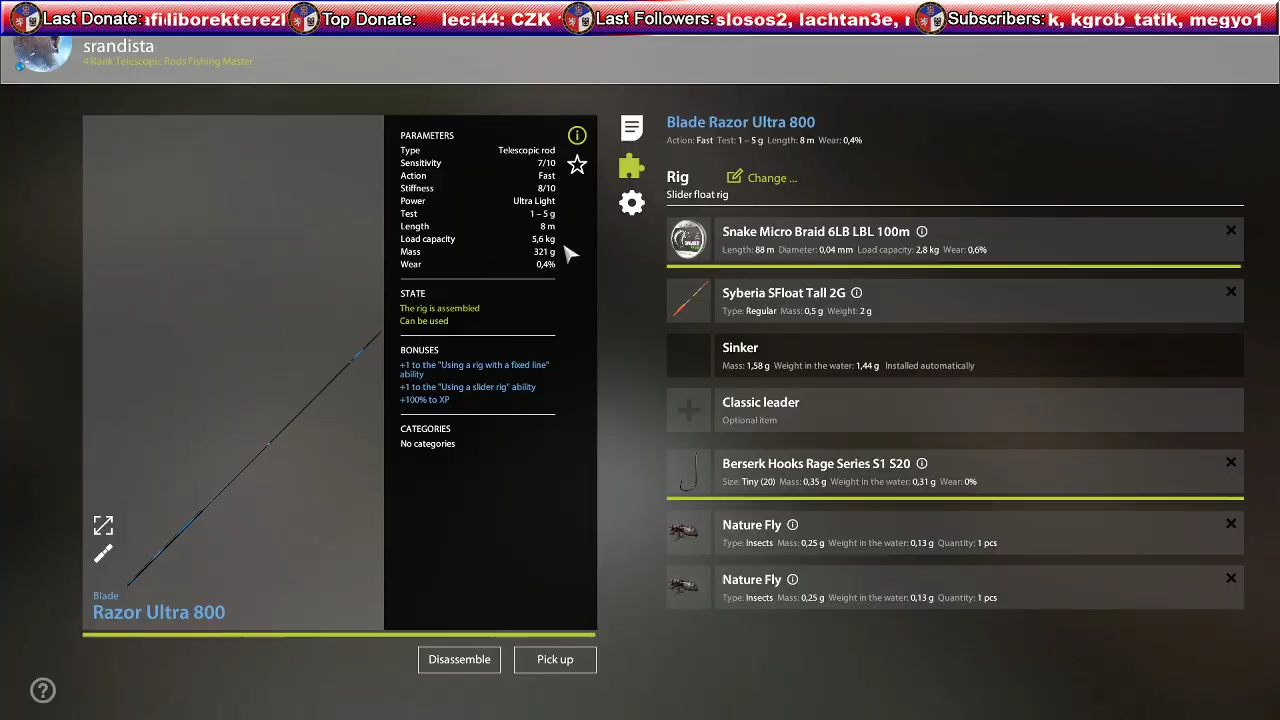 Last Donate: afiliborekterezl Top Donate: leci44: CZK Last Followers: slosos2, lachtan3e, Subscribers: k, kgrob_tatik, megyo1
srandista
4 Rank Telescopic Rods Fishing Master
PARAMETERS
Type Telescopic rod
Sensitivity 7/10
Action Fast
Stiffness 8/10
Power Ultra Light
Test 1 – 5 g
Length 8 m
Load capacity 5,6 kg
Mass 321 g
Wear 0,4%
STATE
The rig is assembled
Can be used
BONUSES
+1 to the "Using a rig with a fixed line"
ability
+1 to the "Using a slider rig" ability
+100% to XP
CATEGORIES
No categories
Blade
Razor Ultra 800
Disassemble Pick up
Blade Razor Ultra 800
Action: Fast Test: 1 – 5 g Length: 8 m Wear: 0,4%
Rig Change ...
Slider float rig
Snake Micro Braid 6LB LBL 100m
Length: 88 m Diameter: 0,04 mm Load capacity: 2,8 kg Wear: 0,6%
Syberia SFloat Tall 2G
Type: Regular Mass: 0,5 g Weight: 2 g
Sinker
Mass: 1,58 g Weight in the water: 1,44 g Installed automatically
Classic leader
Optional item
Berserk Hooks Rage Series S1 S20
Size: Tiny (20) Mass: 0,35 g Weight in the water: 0,31 g Wear: 0%
Nature Fly
Type: Insects Mass: 0,25 g Weight in the water: 0,13 g Quantity: 1 pcs
Nature Fly
Type: Insects Mass: 0,25 g Weight in the water: 0,13 g Quantity: 1 pcs